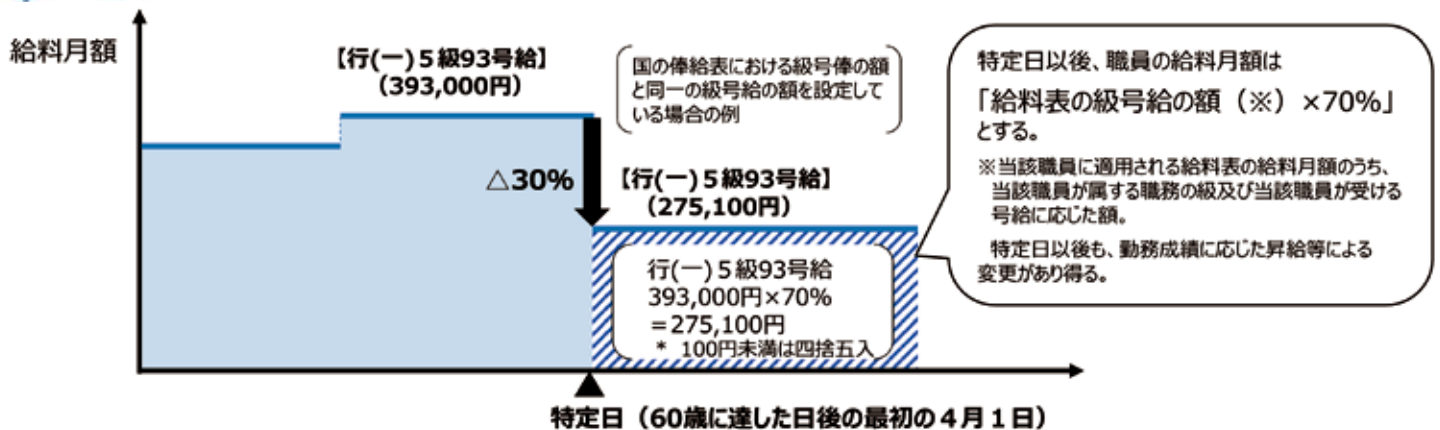 給料月額
【行(一)５級93号給】
（393,000円）
国の俸給表における級号俸の額
と同一の級号給の額を設定して
いる場合の例
△30%
【行(一)５級93号給】
（275,100円）
行(一)５級93号給
393,000円×70%
＝275,100円
* 100円未満は四捨五入
特定日以後、職員の給料月額は
「給料表の級号給の額（※）×70%」
とする。
※当該職員に適用される給料表の給料月額のうち、
当該職員が属する職務の級及び当該職員が受ける
号給に応じた額。
特定日以後も、勤務成績に応じた昇給等による
変更があり得る。
特定日（60歳に達した日後の最初の４月１日）